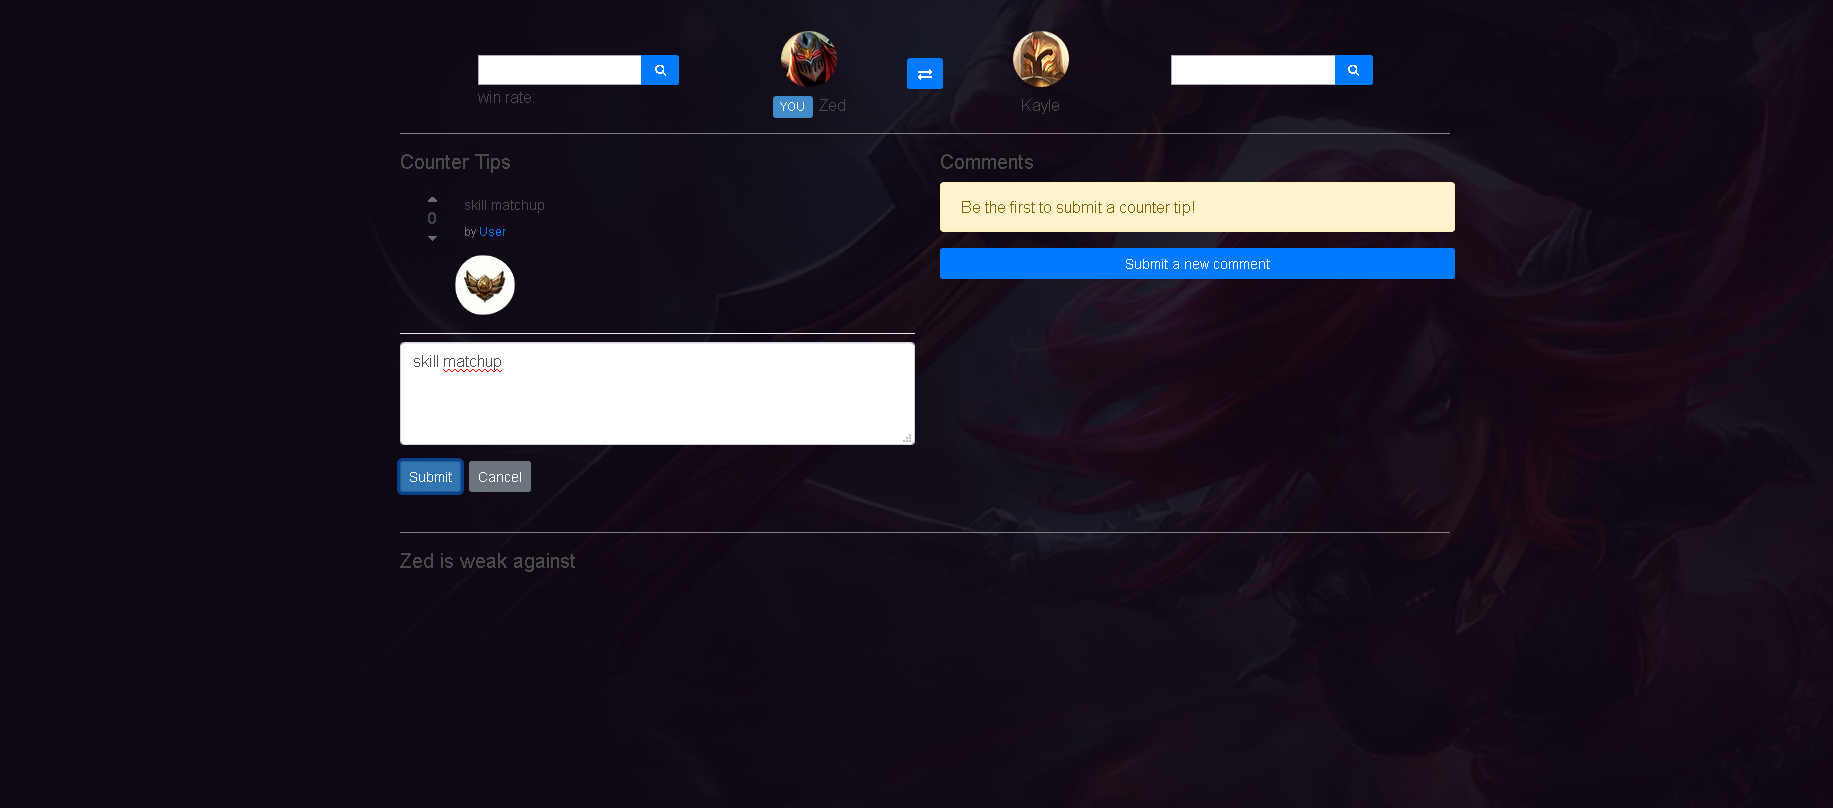 win rate:
YOU Zed
Kayle
Counter Tips
0
skill matchup
by User
skill matchup
Submit Cancel
Comments
Be the first to submit a counter tip!
Submit a new comment
Zed is weak against